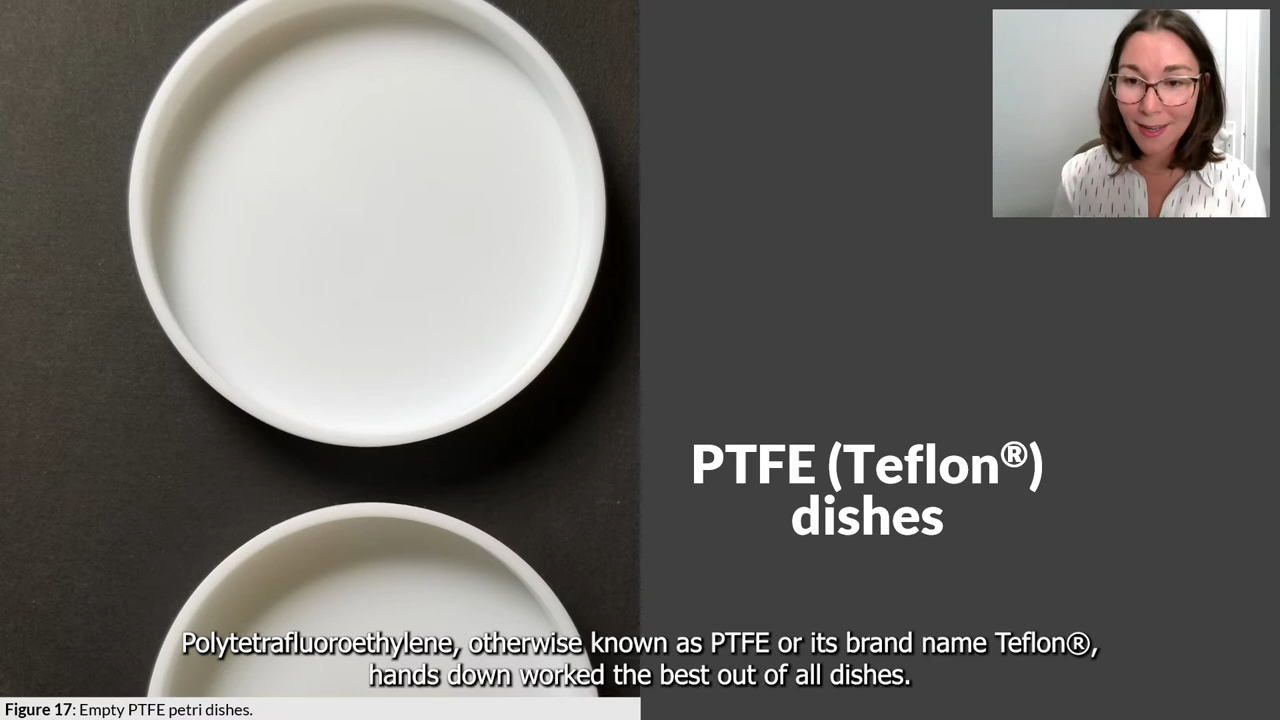 PTFE (Teflon®)
dishes
Polytetrafluoroethylene, otherwise known as PTFE or its brand name Teflon®,
hands down worked the best out of all dishes.
Figure 17: Empty PTFE petri dishes.